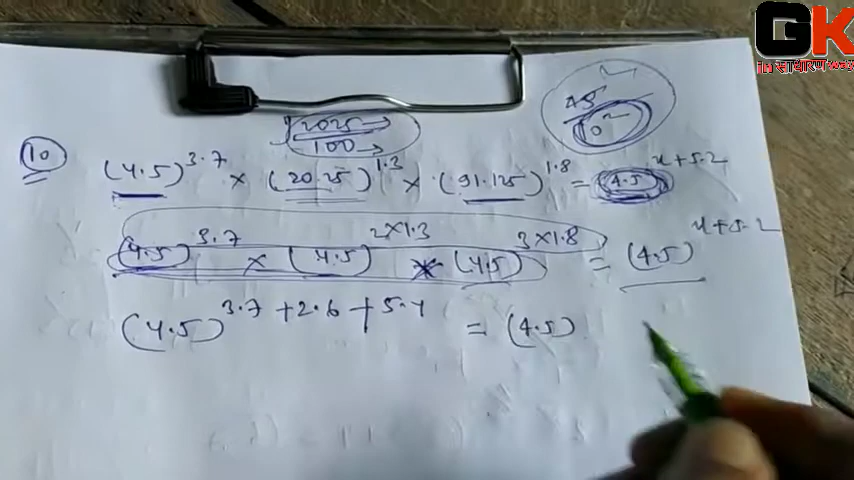 GK
2025
100
45
10²
(10) (4.5)^3.7 × (20.25)^1.3 × (91.125)^1.8 = (4.5)^x+5.2
(4.5)^3.7 × (4.5)^2×1.3 × (4.5)^3×1.8 = (4.5)^x+5.2
(4.5)^3.7+2.6+5.4 = (4.5)